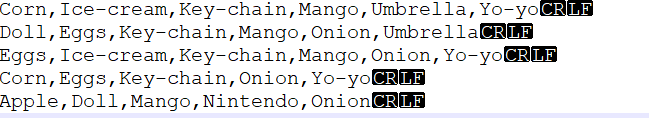 Corn,Ice-cream,Key-chain,Mango,Umbrella,Yo-yoCRLF
Doll,Eggs,Key-chain,Mango,Onion,UmbrellaCRLF
Eggs,Ice-cream,Key-chain,Mango,Onion,Yo-yoCRLF
Corn,Eggs,Key-chain,Onion,Yo-yoCRLF
Apple,Doll,Mango,Nintendo,OnionCRLF